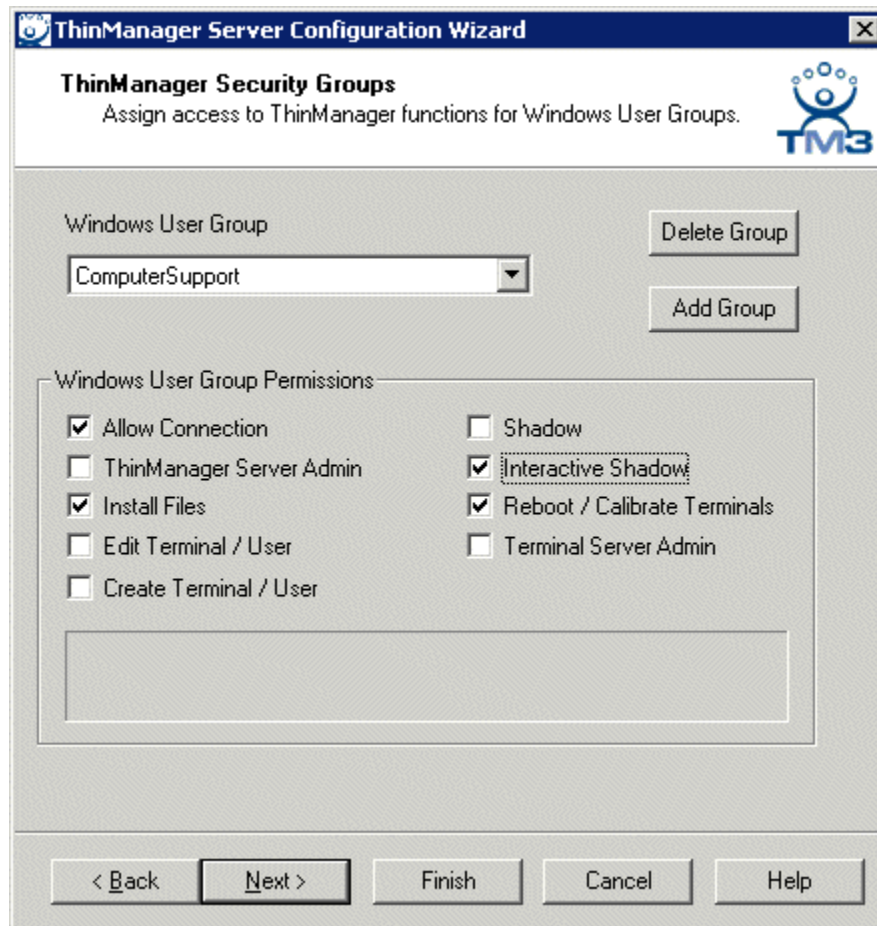 ThinManager Server Configuration Wizard
ThinManager Security Groups
Assign access to ThinManager functions for Windows User Groups.
TM3
Windows User Group
Delete Group
ComputerSupport
Add Group
Windows User Group Permissions
Allow Connection
Shadow
ThinManager Server Admin
Interactive Shadow
Install Files
Reboot / Calibrate Terminals
Edit Terminal / User
Terminal Server Admin
Create Terminal / User
< Back
Next >
Finish
Cancel
Help